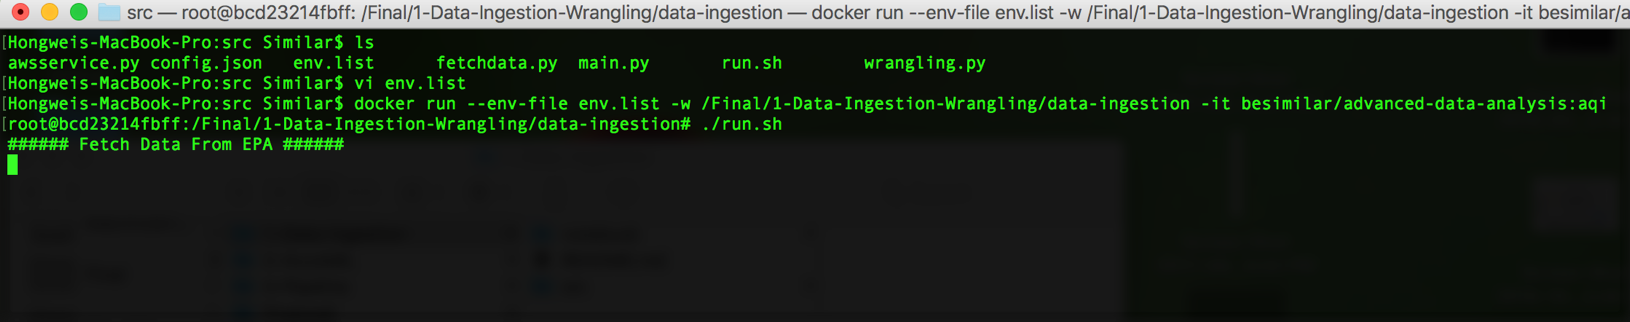 src — root@bcd23214fbff: /Final/1-Data-Ingestion-Wrangling/data-ingestion — docker run --env-file env.list -w /Final/1-Data-Ingestion-Wrangling/data-ingestion -it besimilar/a
[Hongweis-MacBook-Pro:src Similar$ ls
awsservice.py config.json env.list fetchdata.py main.py run.sh wrangling.py
[Hongweis-MacBook-Pro:src Similar$ vi env.list
[Hongweis-MacBook-Pro:src Similar$ docker run --env-file env.list -w /Final/1-Data-Ingestion-Wrangling/data-ingestion -it besimilar/advanced-data-analysis:aqi
[root@bcd23214fbff:/Final/1-Data-Ingestion-Wrangling/data-ingestion# ./run.sh
###### Fetch Data From EPA ######